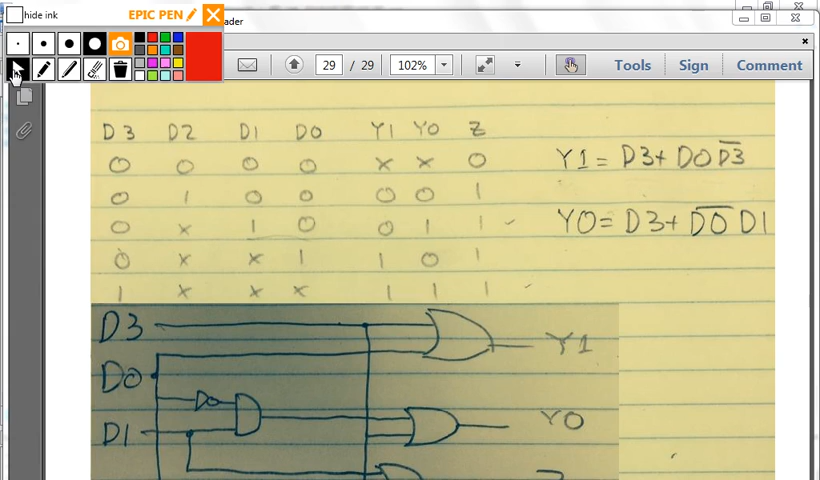 hide ink EPIC PEN
ader
29 / 29 102% Tools Sign Comment
D3 D2 D1 D0 Y1 Y0 Z
0 0 0 0 x x 0
0 1 0 0 0 0 1
0 x 1 0 0 1 1
0 x x 1 1 0 1
1 x x x 1 1 1
Y1 = D3 + D0 D̅3̅
Y0 = D3 + D̅0̅ D1
D3
Y1
D0
Y0
D1